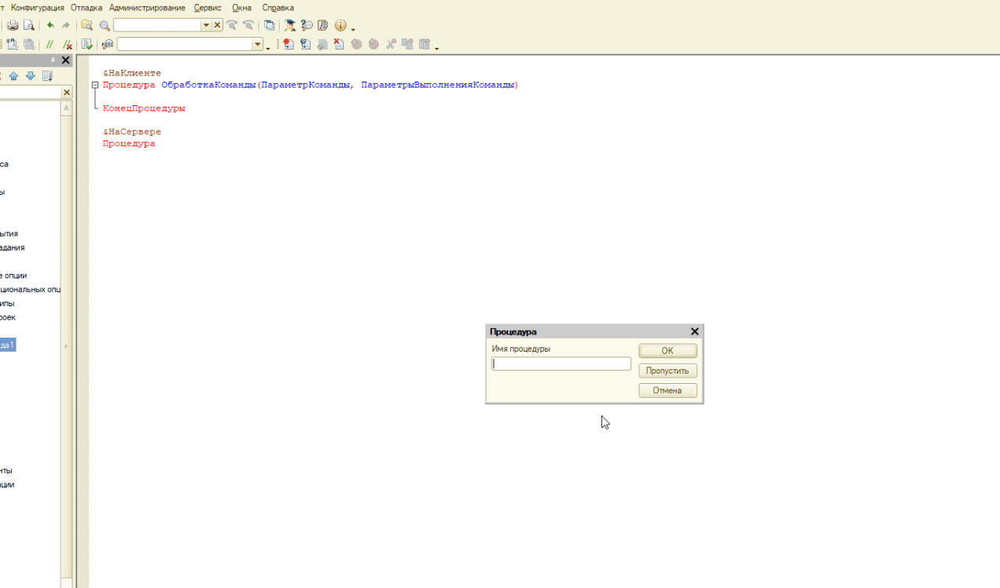 т Конфигурация Отладка Администрирование Сервис Окна Справка
&НаКлиенте
Процедура ОбработкаКоманды(ПараметрКоманды, ПараметрыВыполненияКоманды)
КонецПроцедуры
&НаСервере
Процедура
са
ы
ытия
адания
е опции
циональных опц
ипы
роек
да1
нты
ации
Процедура
Имя процедуры
OK
Пропустить
Отмена